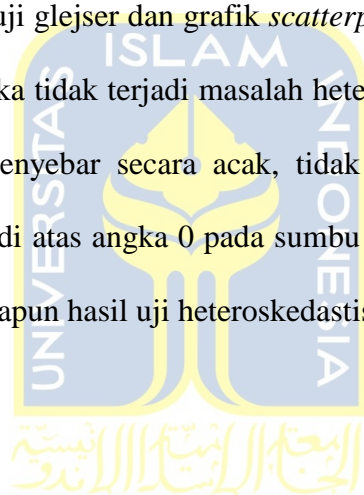 uji glejser dan grafik scatterp
ka tidak terjadi masalah hete
enyebar secara acak, tidak
di atas angka 0 pada sumbu
apun hasil uji heteroskedastis
UNIVERSITAS
ISLAM
INDONESIA